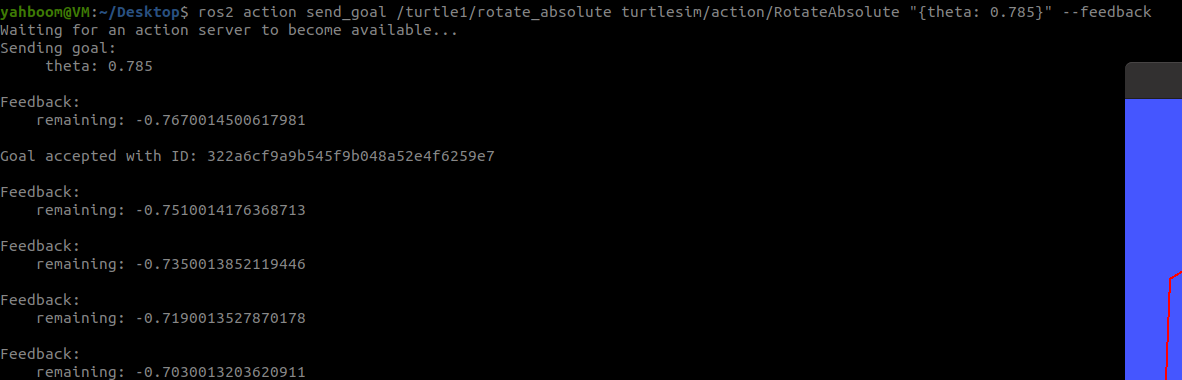 yahboom@VM:~/Desktop$ ros2 action send_goal /turtle1/rotate_absolute turtlesim/action/RotateAbsolute "{theta: 0.785}" --feedback
Waiting for an action server to become available...
Sending goal:
     theta: 0.785
Feedback:
    remaining: -0.7670014500617981
Goal accepted with ID: 322a6cf9a9b545f9b048a52e4f6259e7
Feedback:
    remaining: -0.7510014176368713
Feedback:
    remaining: -0.7350013852119446
Feedback:
    remaining: -0.7190013527870178
Feedback:
    remaining: -0.7030013203620911